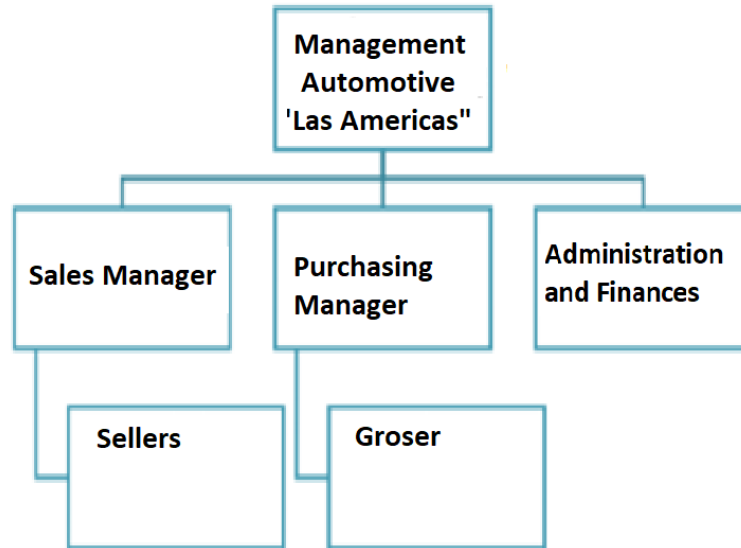 Management
Automotive
'Las Americas"
Sales Manager
Purchasing
Manager
Administration
and Finances
Sellers
Groser